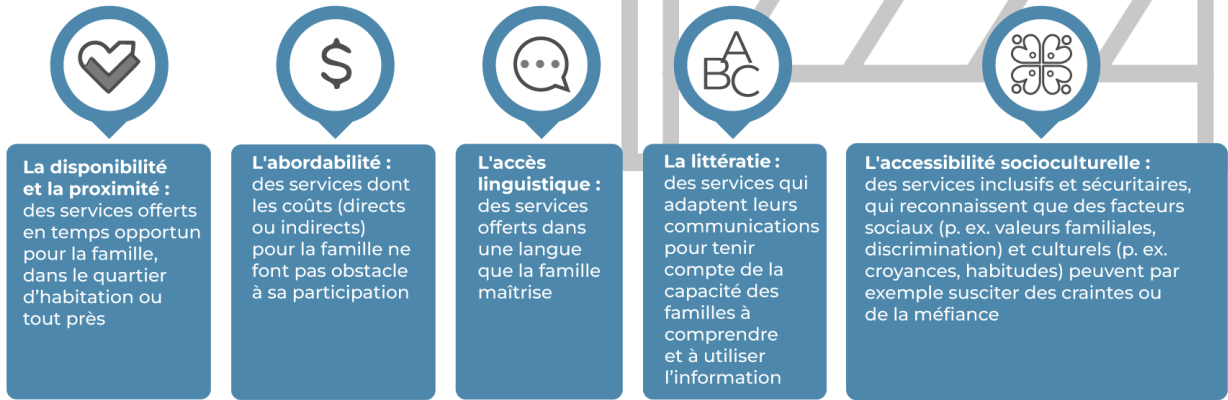 $
A
BC
La disponibilité
et la proximité :
des services offerts
en temps opportun
pour la famille,
dans le quartier
d’habitation ou
tout près
L'abordabilité :
des services dont
les coûts (directs
ou indirects)
pour la famille ne
font pas obstacle
à sa participation
L'accès
linguistique :
des services
offerts dans
une langue
que la famille
maîtrise
La littératie :
des services qui
adaptent leurs
communications
pour tenir
compte de la
capacité des
familles à
comprendre
et à utiliser
l’information
L'accessibilité socioculturelle :
des services inclusifs et sécuritaires,
qui reconnaissent que des facteurs
sociaux (p. ex. valeurs familiales,
discrimination) et culturels (p. ex.
croyances, habitudes) peuvent par
exemple susciter des craintes ou
de la méfiance